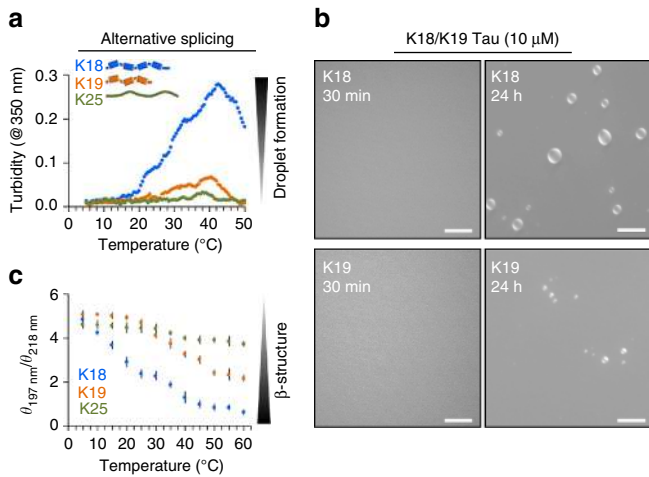 a
Alternative splicing
K18
K19
K25
Turbidity (@350 nm)
0.3
0.2
0.1
0.0
0 10 20 30 40 50
Temperature (°C)
Droplet formation
b
K18/K19 Tau (10 μM)
K18
30 min
K18
24 h
K19
30 min
K19
24 h
c
θ197 nm/θ218 nm
6
4
2
0
K18
K19
K25
0 10 20 30 40 50 60
Temperature (°C)
β-structure